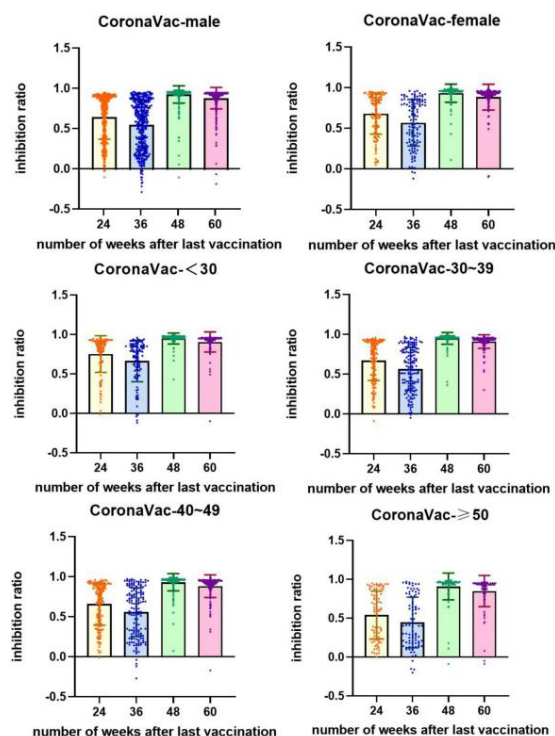 CoronaVac-male
inhibition ratio
1.5
1.0
0.5
0.0
-0.5
24 36 48 60
number of weeks after last vaccination
CoronaVac-female
inhibition ratio
1.5
1.0
0.5
0.0
-0.5
24 36 48 60
number of weeks after last vaccination
CoronaVac-<30
inhibition ratio
1.5
1.0
0.5
0.0
-0.5
24 36 48 60
number of weeks after last vaccination
CoronaVac-30~39
inhibition ratio
1.5
1.0
0.5
0.0
-0.5
24 36 48 60
number of weeks after last vaccination
CoronaVac-40~49
inhibition ratio
1.5
1.0
0.5
0.0
-0.5
24 36 48 60
number of weeks after last vaccination
CoronaVac-≥50
inhibition ratio
1.5
1.0
0.5
0.0
-0.5
24 36 48 60
number of weeks after last vaccination